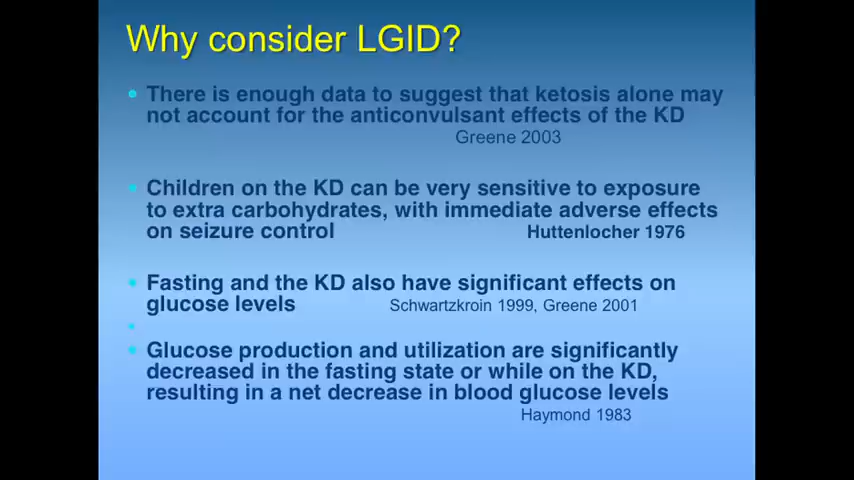 Why consider LGID?
There is enough data to suggest that ketosis alone may
not account for the anticonvulsant effects of the KD
Greene 2003
Children on the KD can be very sensitive to exposure
to extra carbohydrates, with immediate adverse effects
on seizure control Huttenlocher 1976
Fasting and the KD also have significant effects on
glucose levels Schwartzkroin 1999, Greene 2001
Glucose production and utilization are significantly
decreased in the fasting state or while on the KD,
resulting in a net decrease in blood glucose levels
Haymond 1983